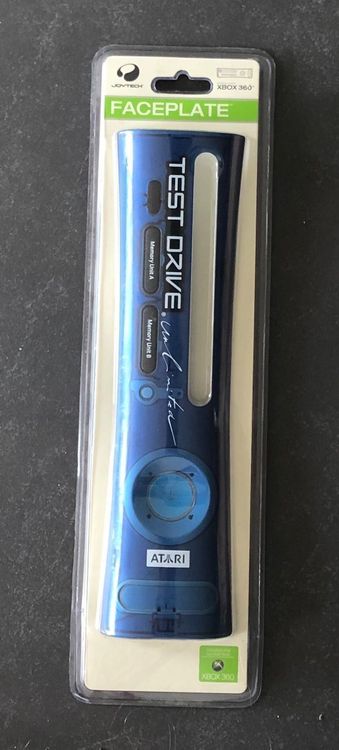 JOYTECH
XBOX 360
FACEPLATE
TEST DRIVE
unlimited
Memory Unit A
Memory Unit B
ATARI
XBOX 360